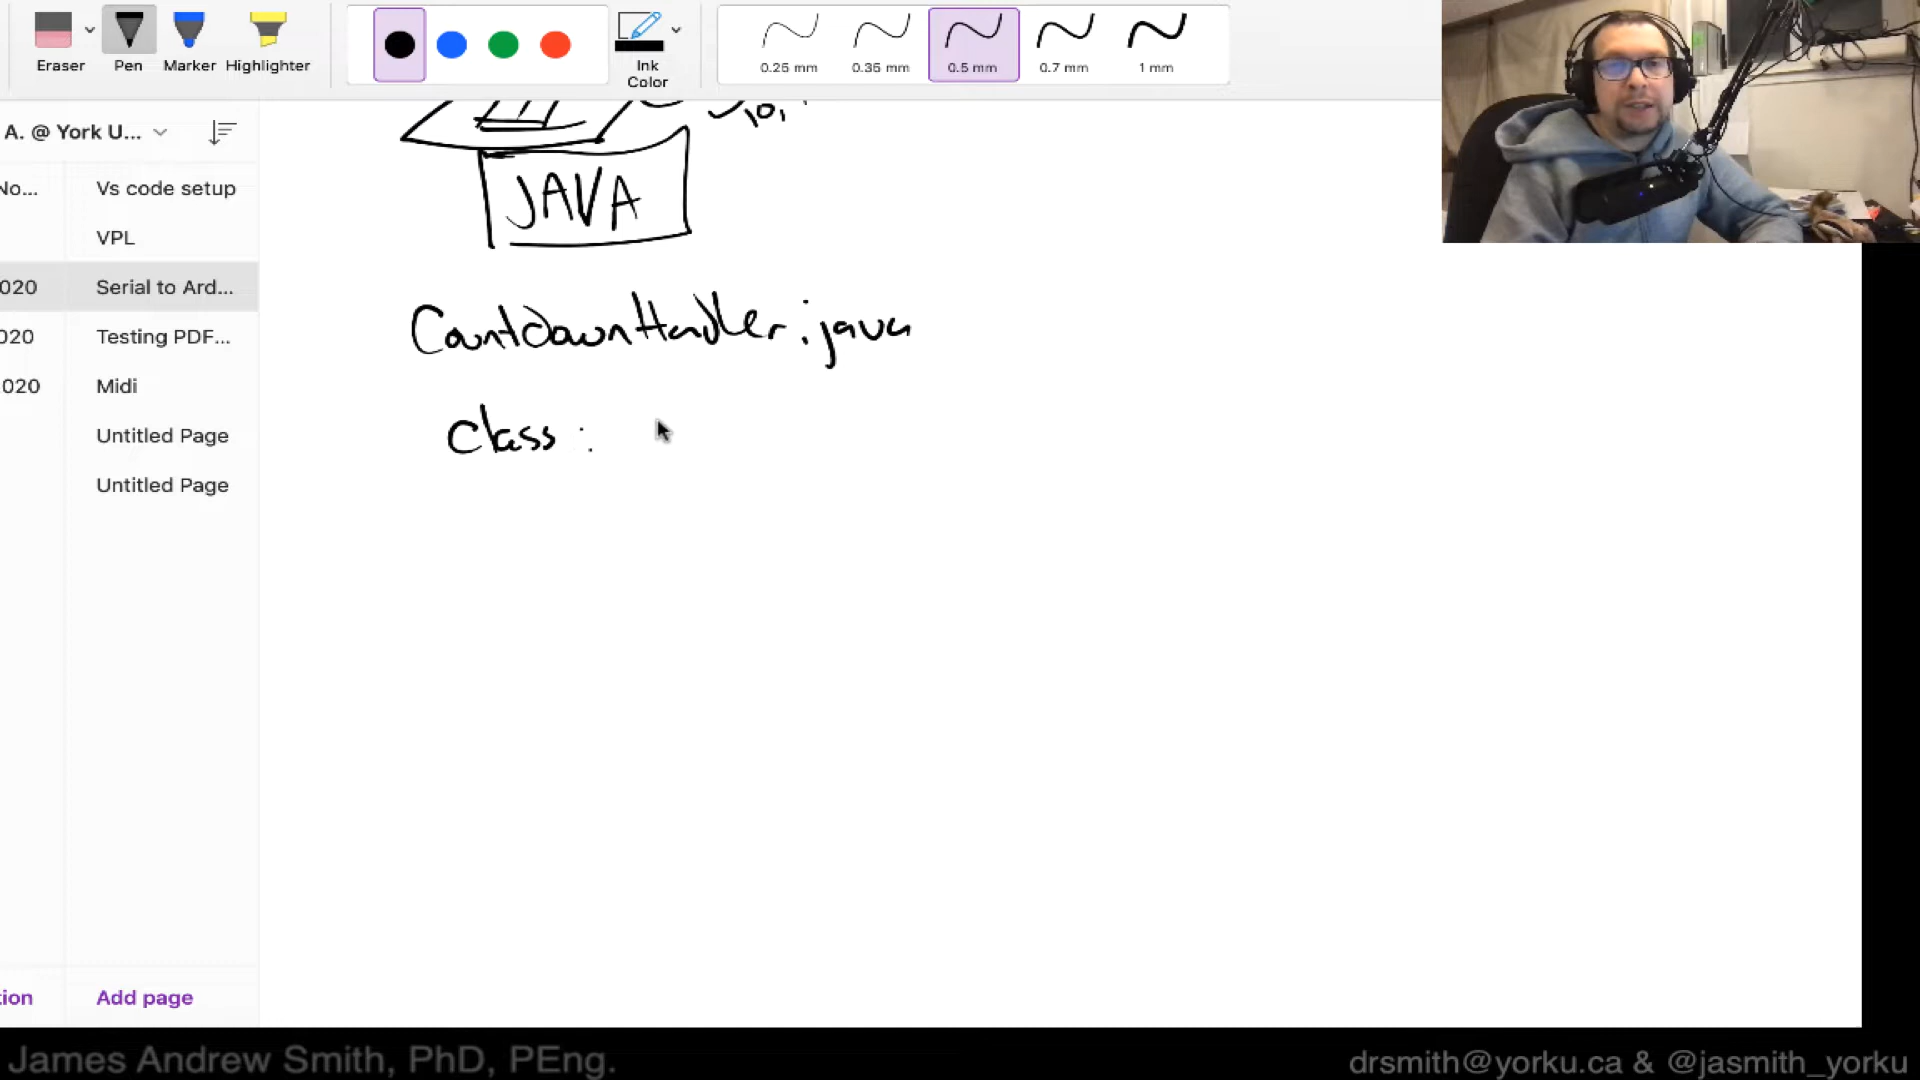 Eraser
Pen
Marker
Highlighter
Ink Color
0.25 mm
0.35 mm
0.5 mm
0.7 mm
1 mm
A. @ York U...
No...
Vs code setup
VPL
020
Serial to Ard...
020
Testing PDF...
020
Midi
Untitled Page
Untitled Page
tion
Add page
JAVA
CountdownHandler.java
class :
James Andrew Smith, PhD, PEng.
drsmith@yorku.ca & @jasmith_yorku